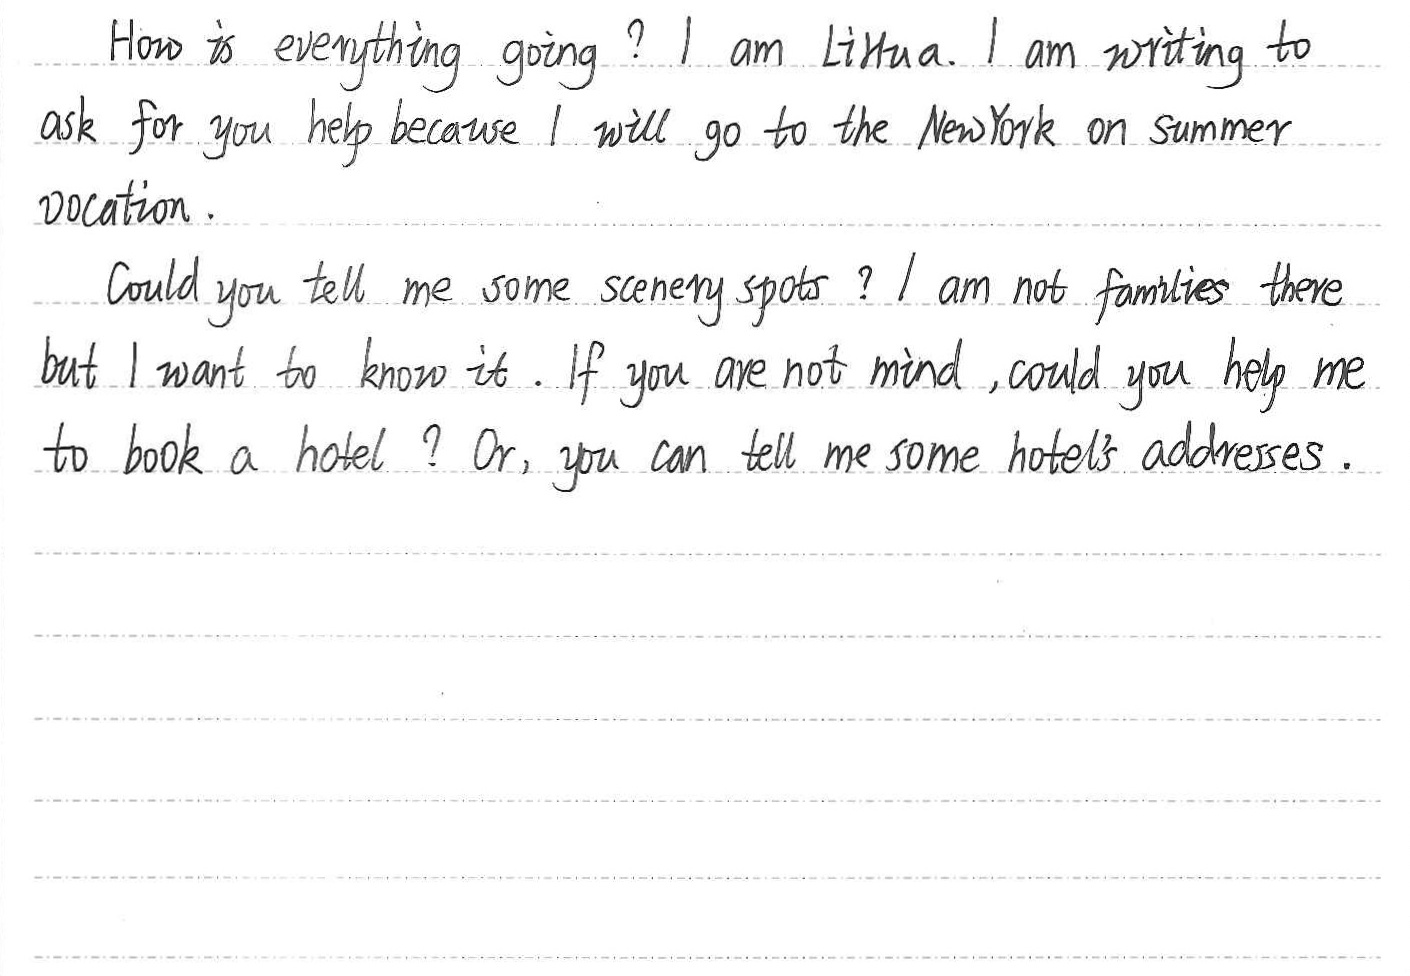 How is everything going ? I am LiHua. I am writing to
ask for you help because I will go to the NewYork on summer
vocation.
Could you tell me some scenery spots ? I am not families there
but I want to know it. If you are not mind, could you help me
to book a hotel ? Or, you can tell me some hotel's addresses.